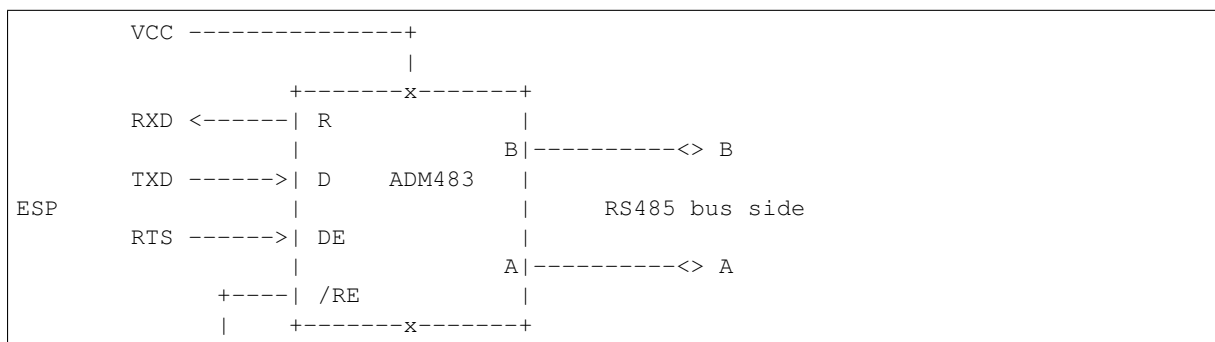 VCC ---------------+
                           |
                   +-------x-------+
        RXD <------| R             |
                   |              B|----------<> B
        TXD ------>| D    ADM483   |
ESP                |               |     RS485 bus side
        RTS ------>| DE            |
                   |              A|----------<> A
              +----| /RE           |
              |    +-------x-------+